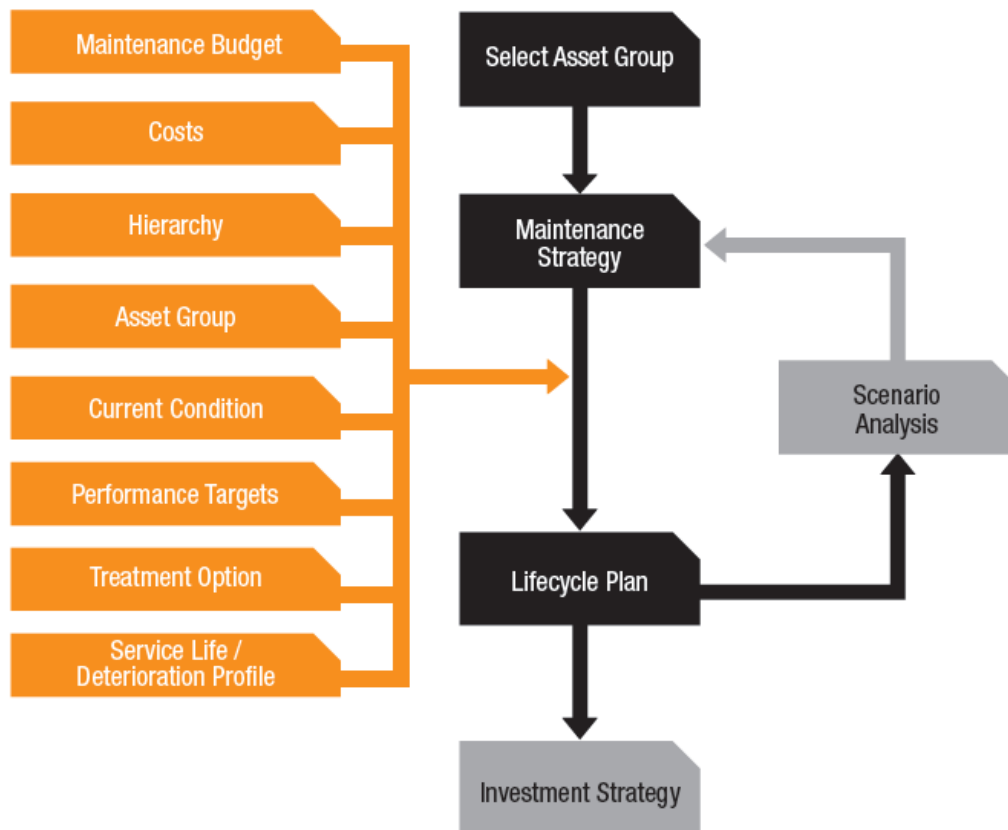 Maintenance Budget
Costs
Hierarchy
Asset Group
Current Condition
Performance Targets
Treatment Option
Service Life /
Deterioration Profile
Select Asset Group
Maintenance
Strategy
Lifecycle Plan
Investment Strategy
Scenario
Analysis